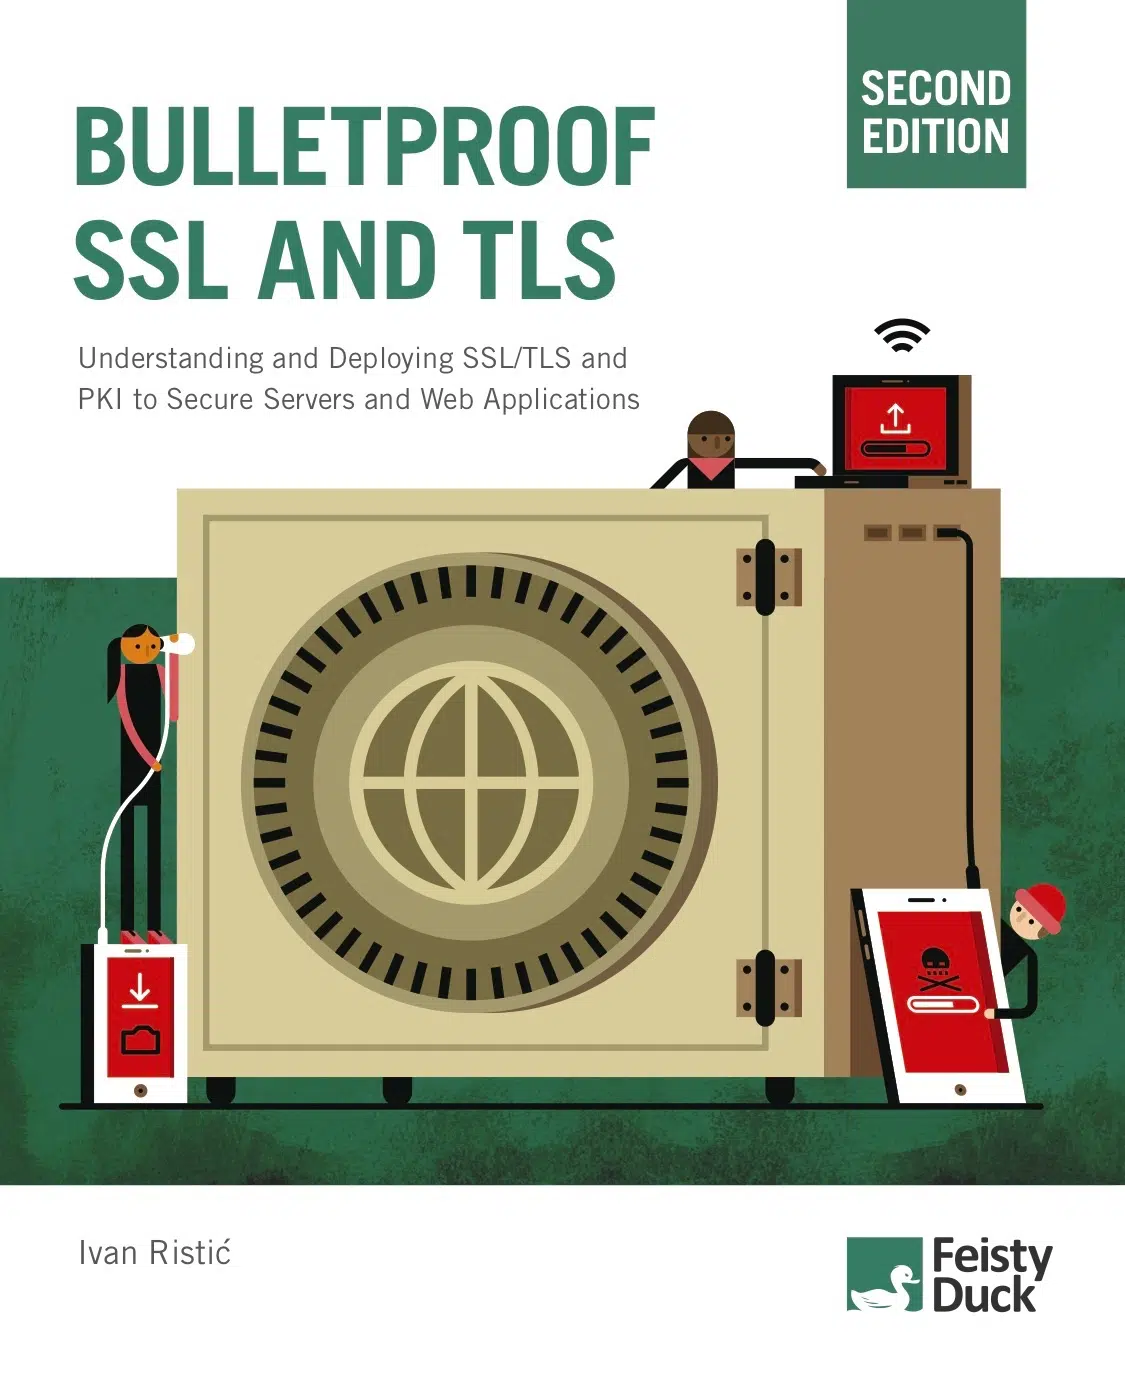 SECOND
EDITION
BULLETPROOF
SSL AND TLS
Understanding and Deploying SSL/TLS and
PKI to Secure Servers and Web Applications
Ivan Ristić
Feisty
Duck